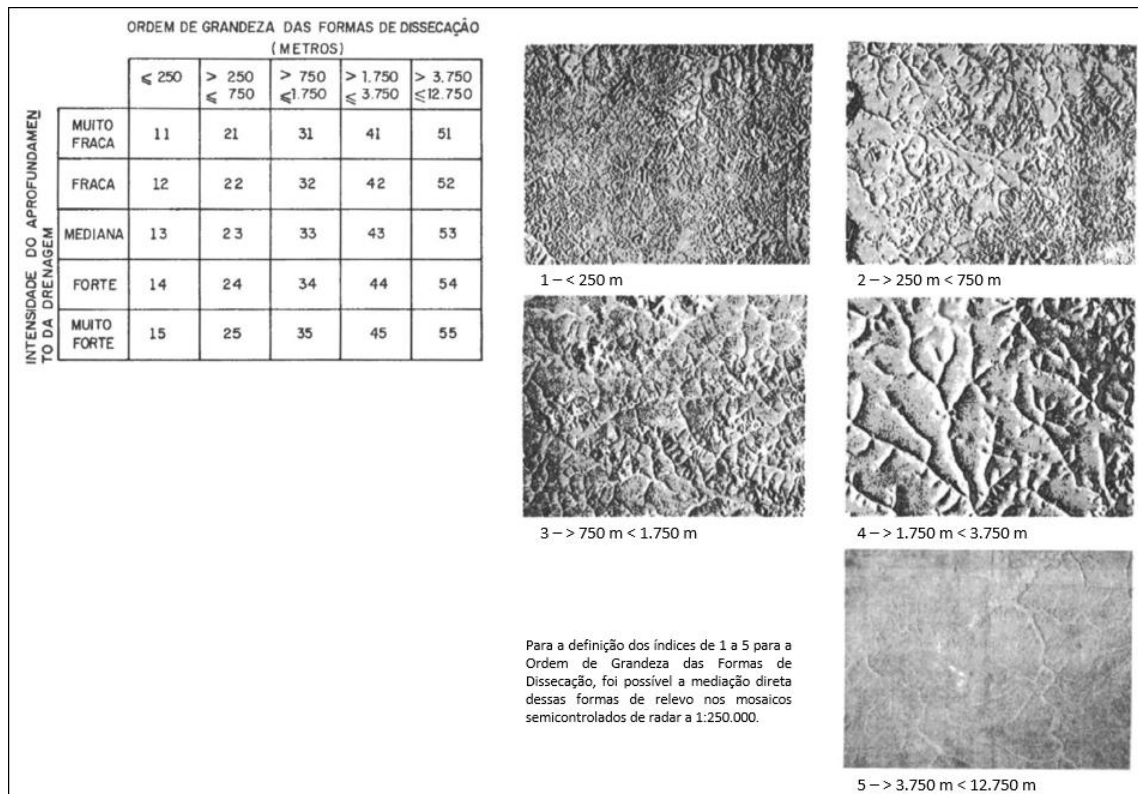 ORDEM DE GRANDEZA DAS FORMAS DE DISSECAÇÃO
(METROS)
⩽ 250 > 250 > 750 > 1.750 > 3.750
⩽ 750 ⩽1.750 ⩽ 3.750 ⩽12.750
INTENSIDADE DO APROFUNDAMEN
TO DA DRENAGEM
MUITO
FRACA 11 21 31 41 51
FRACA 12 22 32 42 52
MEDIANA 13 23 33 43 53
FORTE 14 24 34 44 54
MUITO
FORTE 15 25 35 45 55
1 – < 250 m
2 – > 250 m < 750 m
3 – > 750 m < 1.750 m
4 – > 1.750 m < 3.750 m
Para a definição dos índices de 1 a 5 para a
Ordem de Grandeza das Formas de
Dissecação, foi possível a mediação direta
dessas formas de relevo nos mosaicos
semicontrolados de radar a 1:250.000.
5 – > 3.750 m < 12.750 m